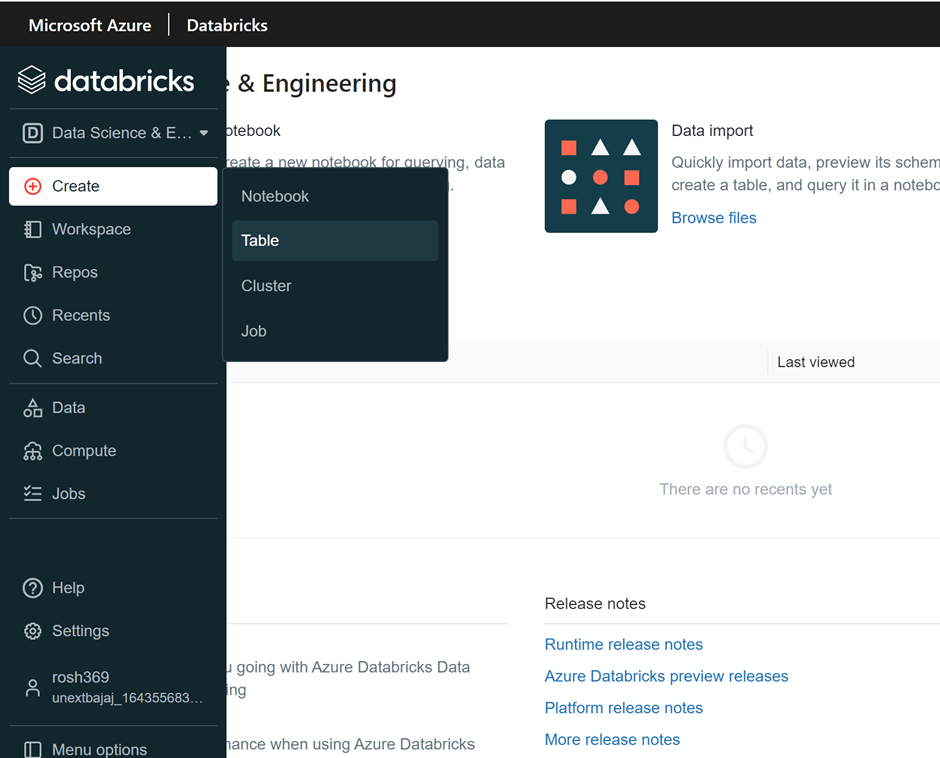 Microsoft Azure | Databricks
databricks
Data Science & E...
Create
Workspace
Repos
Recents
Search
Data
Compute
Jobs
Help
Settings
rosh369
unextbajaj_164355683...
Menu options
Notebook
Table
Cluster
Job
& Engineering
otebook
reate a new notebook for querying, data
Data import
Quickly import data, preview its schem
create a table, and query it in a notebo
Browse files
Last viewed
There are no recents yet
going with Azure Databricks Data
ing
mance when using Azure Databricks
Release notes
Runtime release notes
Azure Databricks preview releases
Platform release notes
More release notes